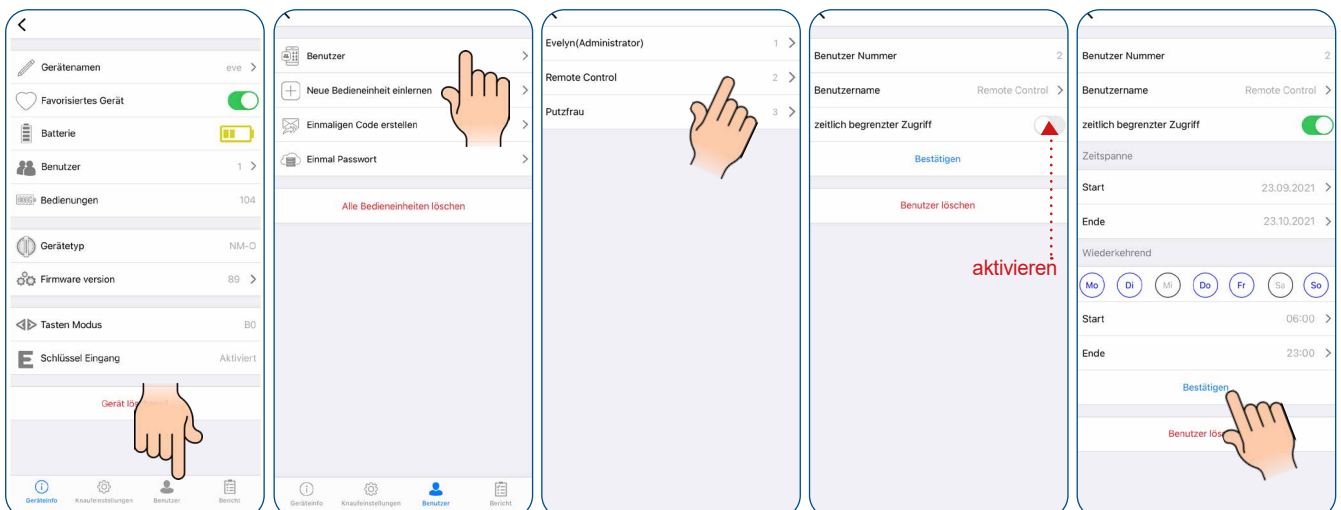 Gerätenamen eve
Favorisiertes Gerät
Batterie
Benutzer 1
Bedienungen 104
Gerätetyp NM-O
Firmware version 89
Tasten Modus B0
Schlüssel Eingang Aktiviert
Gerät
Geräteinfo Knaufeinstellungen Benutzer Bericht
Benutzer
Neue Bedieneinheit einlernen
Einmaligen Code erstellen
Einmal Passwort
Alle Bedieneinheiten löschen
Geräteinfo Knaufeinstellungen Benutzer Bericht
Evelyn(Administrator) 1
Remote Control 2
Putzfrau 3
Benutzer Nummer 2
Benutzername Remote Control
zeitlich begrenzter Zugriff
Bestätigen
Benutzer löschen
aktivieren
Benutzer Nummer 2
Benutzername Remote Control
zeitlich begrenzter Zugriff
Zeitspanne
Start 23.09.2021
Ende 23.10.2021
Wiederkehrend
Mo Di Mi Do Fr Sa So
Start 06:00
Ende 23:00
Bestätigen
Benutzer